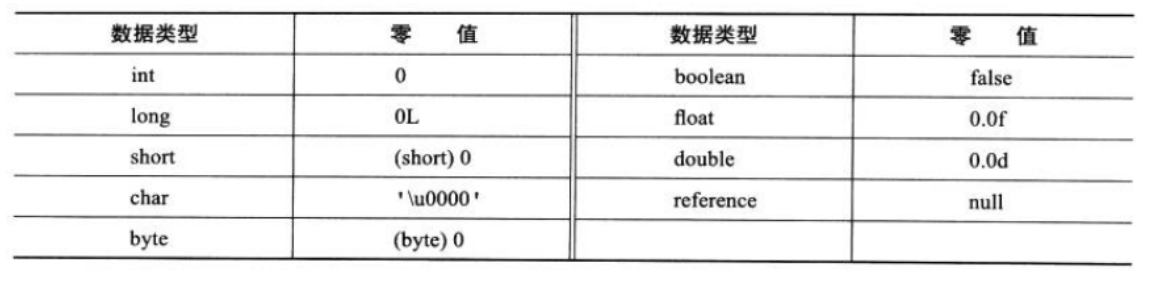 数据类型 零 值 数据类型 零 值
int 0 boolean false
long 0L float 0.0f
short (short) 0 double 0.0d
char '\u0000' reference null
byte (byte) 0